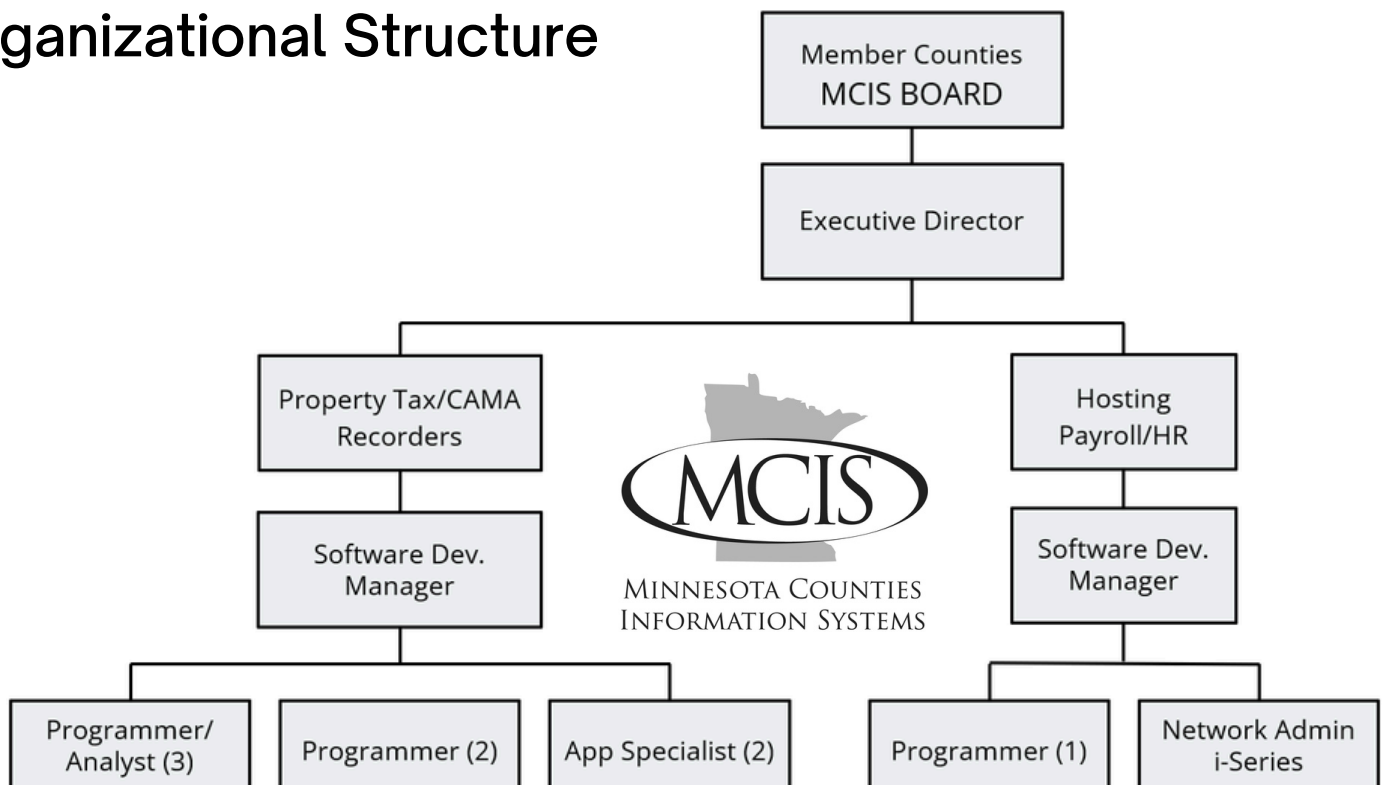 ganizational Structure
Member Counties
MCIS BOARD
Executive Director
Property Tax/CAMA
Recorders
Hosting
Payroll/HR
MCIS
MINNESOTA COUNTIES
INFORMATION SYSTEMS
Software Dev.
Manager
Software Dev.
Manager
Programmer/
Analyst (3)
Programmer (2)
App Specialist (2)
Programmer (1)
Network Admin
i-Series